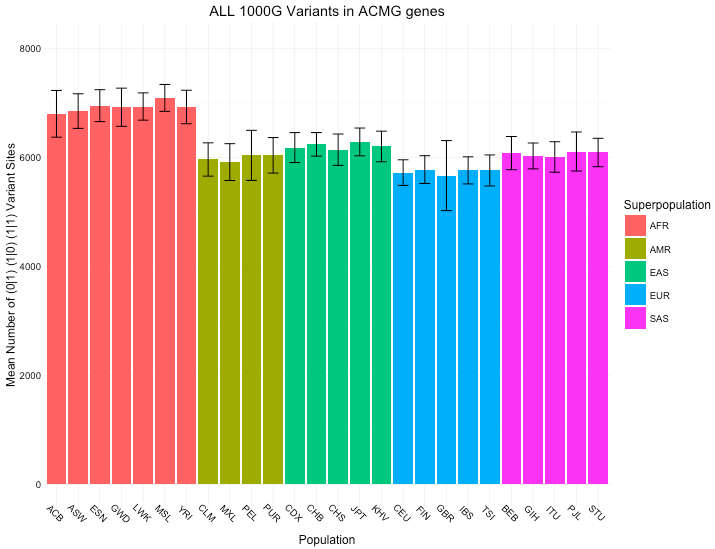 ALL 1000G Variants in ACMG genes
Mean Number of (0|1) (1|0) (1|1) Variant Sites
8000
6000
4000
2000
0
ACB ASW ESN GWD LWK MSL YRI CLM MXL PEL PUR CDX CHB CHS JPT KHV CEU FIN GBR IBS TSI BEB GIH ITU PJL STU
Population
Superpopulation
AFR
AMR
EAS
EUR
SAS